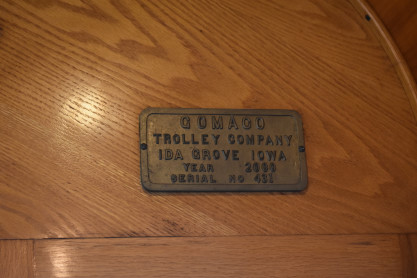 GOMACO
TROLLEY COMPANY
IDA GROVE IOWA
YEAR 2000
SERIAL NO 431